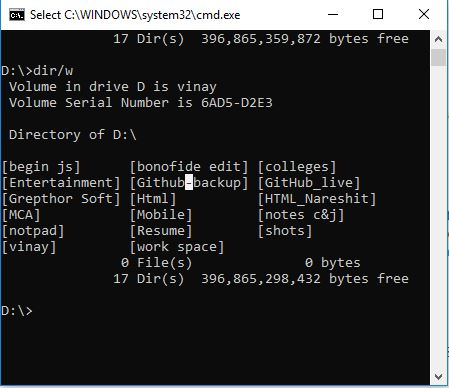 Select C:\WINDOWS\system32\cmd.exe
17 Dir(s)  396,865,359,872 bytes free
D:\>dir/w
Volume in drive D is vinay
Volume Serial Number is 6AD5-D2E3
Directory of D:\
[begin js]      [bonofide edit] [colleges]
[Entertainment] [Github-backup] [GitHub_live]
[Grepthor Soft] [Html]          [HTML_Nareshit]
[MCA]           [Mobile]        [notes c&j]
[notpad]        [Resume]        [shots]
[vinay]         [work space]
0 File(s)              0 bytes
17 Dir(s)  396,865,298,432 bytes free
D:\>